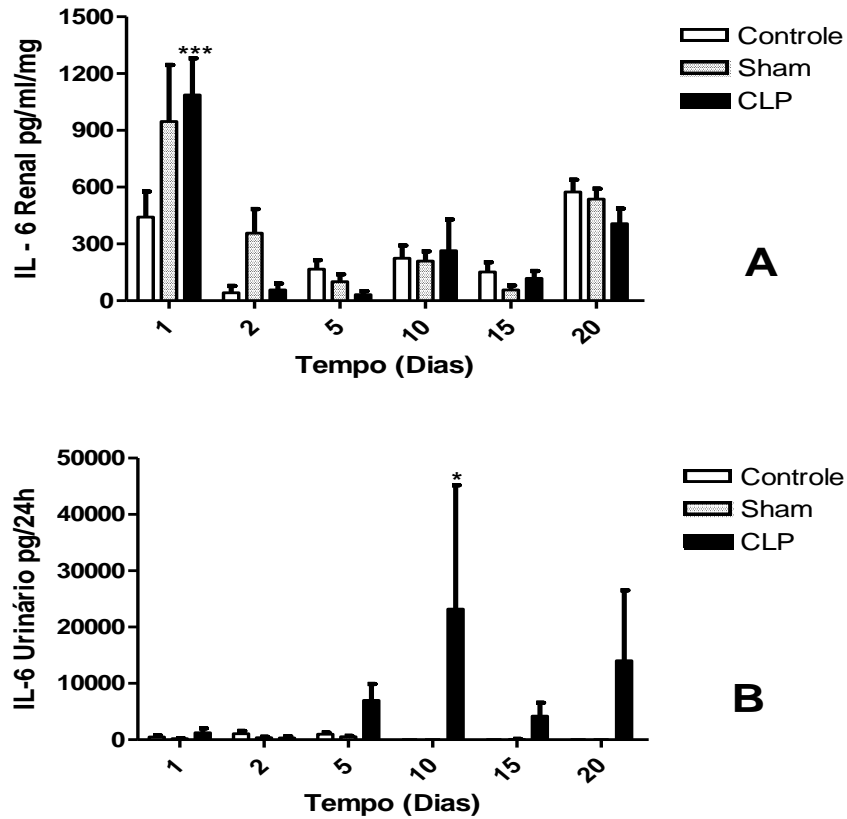 1500
1200
900
600
300
0
IL - 6 Renal pg/ml/mg
***
1
2
5
10
15
20
Tempo (Dias)
Controle
Sham
CLP
A
50000
40000
30000
20000
10000
0
IL-6 Urinário pg/24h
*
1
2
5
10
15
20
Tempo (Dias)
Controle
Sham
CLP
B